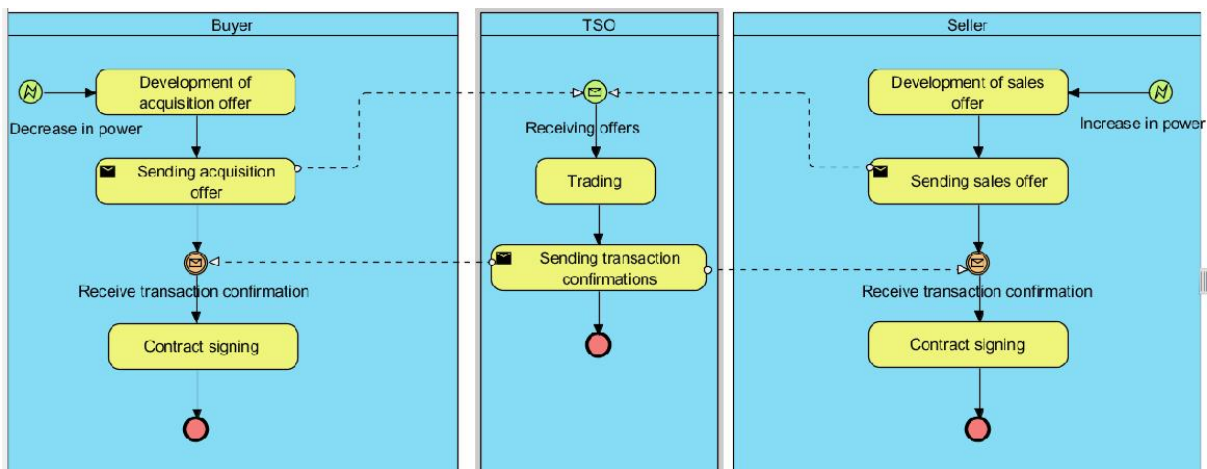 Buyer
TSO
Seller
Development of
acquisition offer
Decrease in power
Sending acquisition
offer
Receive transaction confirmation
Contract signing
Receiving offers
Trading
Sending transaction
confirmations
Development of sales
offer
Increase in power
Sending sales offer
Receive transaction confirmation
Contract signing